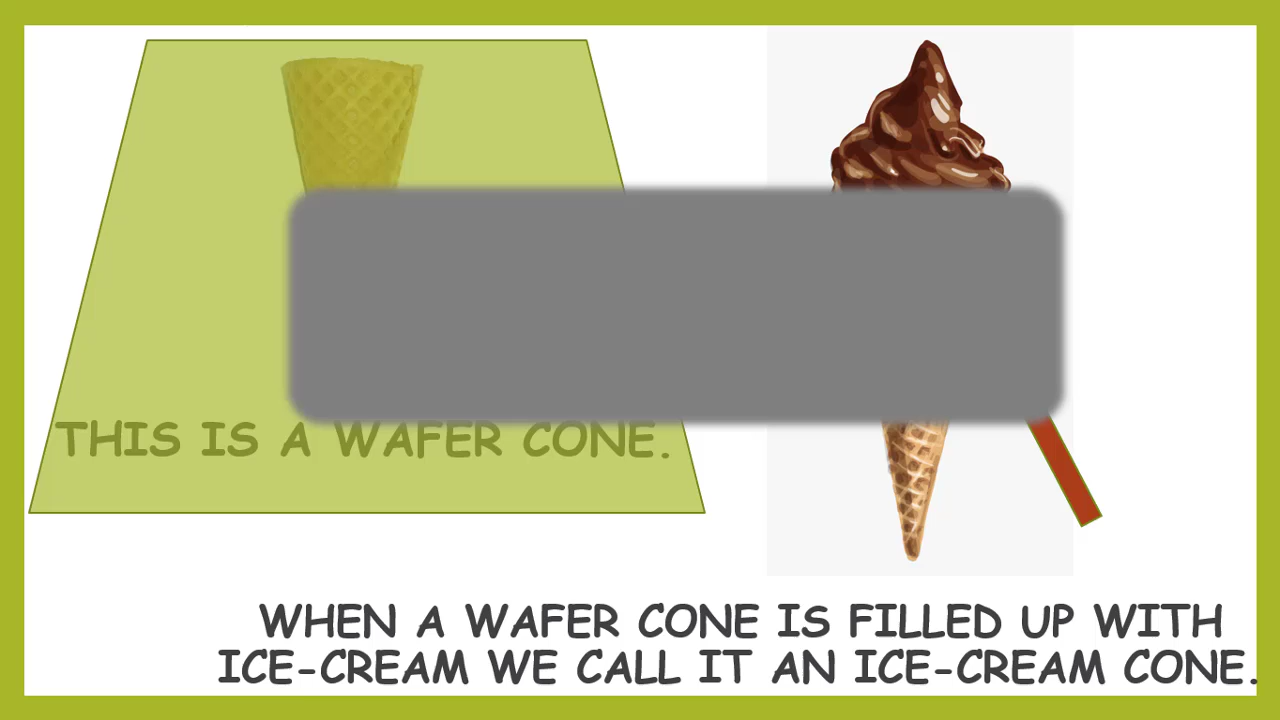 THIS IS A WAFER CONE.
WHEN A WAFER CONE IS FILLED UP WITH
ICE-CREAM WE CALL IT AN ICE-CREAM CONE.